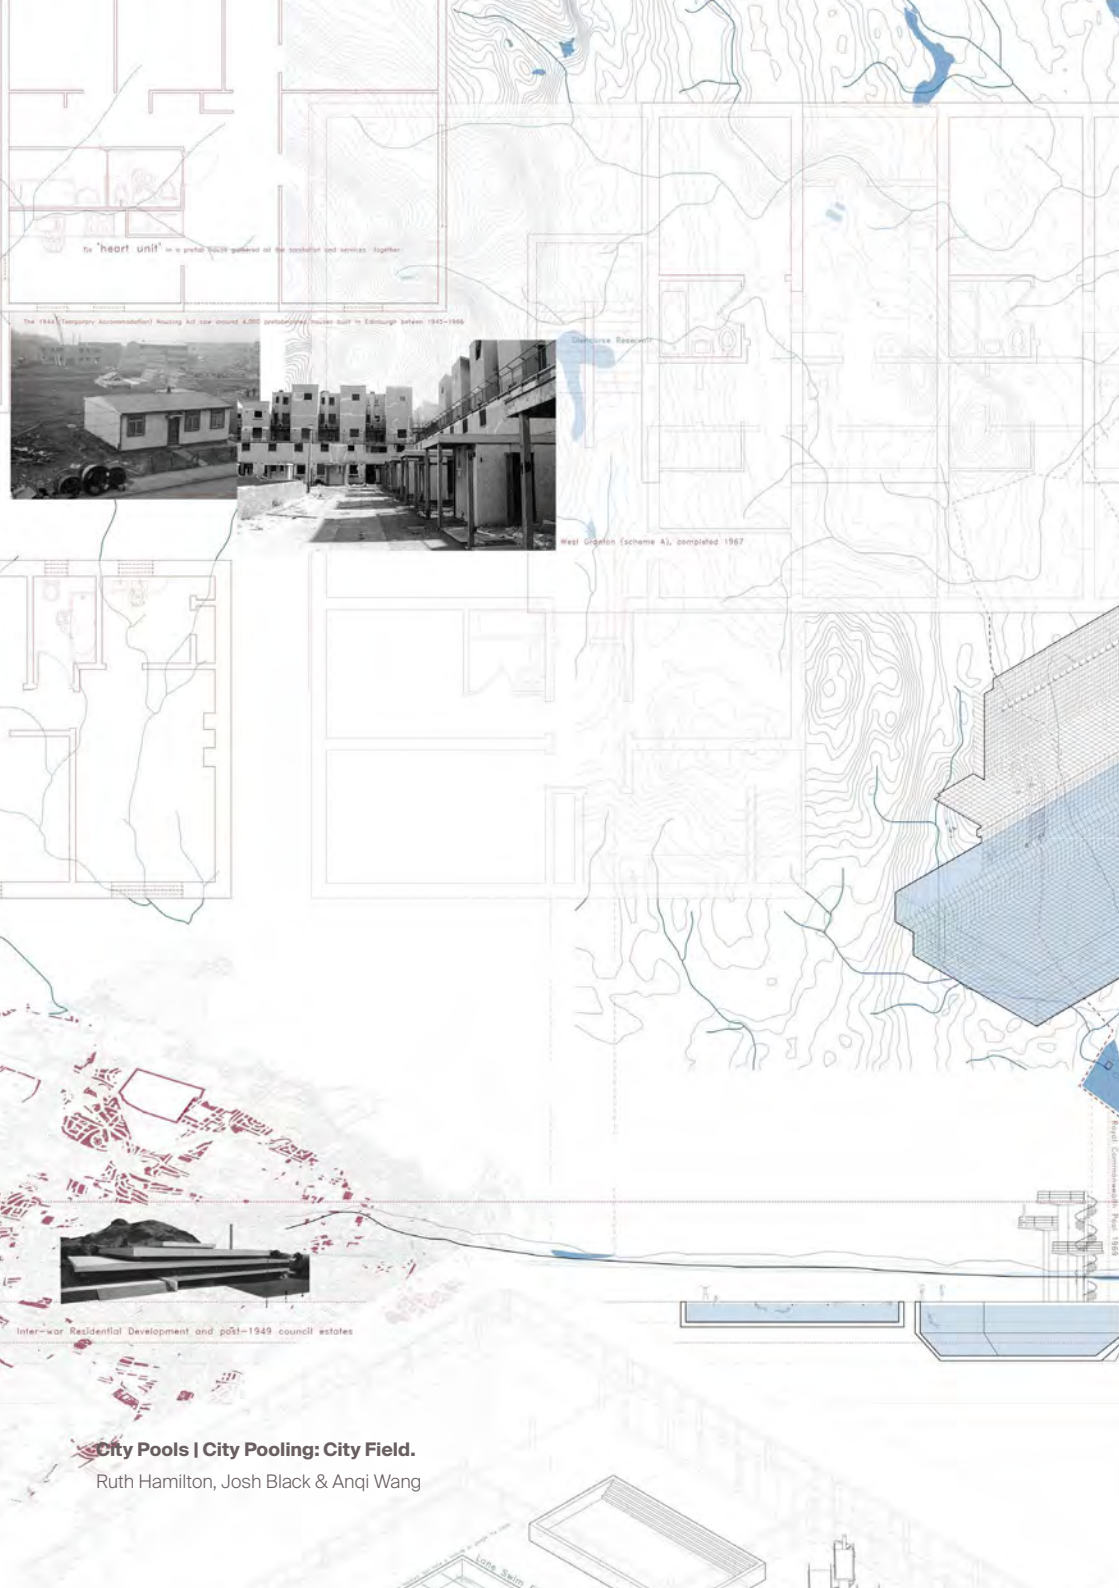 The 'heart unit' in a prefab house gathered all the sanitation and services together.
The 1944 (Temporary Accommodation) Housing Act saw around 4,000 prefabricated houses built in Edinburgh between 1945-1966
Glencorse Reservoir
West Granton (scheme A), completed 1967
Royal Commonwealth 1969
Inter-war Residential Development and post-1949 council estates
City Pools | City Pooling: City Field.
Ruth Hamilton, Josh Black & Anqi Wang
Lane Swim